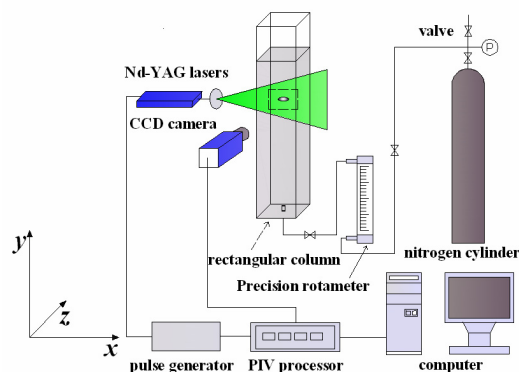 valve
P
Nd-YAG lasers
CCD camera
y
z
x
rectangular column
Precision rotameter
nitrogen cylinder
pulse generator
PIV processor
computer